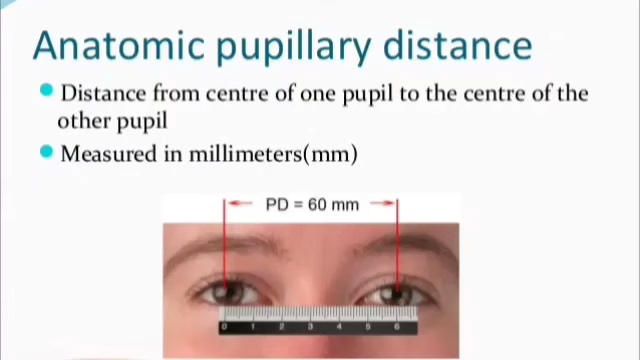 Anatomic pupillary distance
Distance from centre of one pupil to the centre of the
other pupil
Measured in millimeters(mm)
PD = 60 mm
0 1 2 3 4 5 6